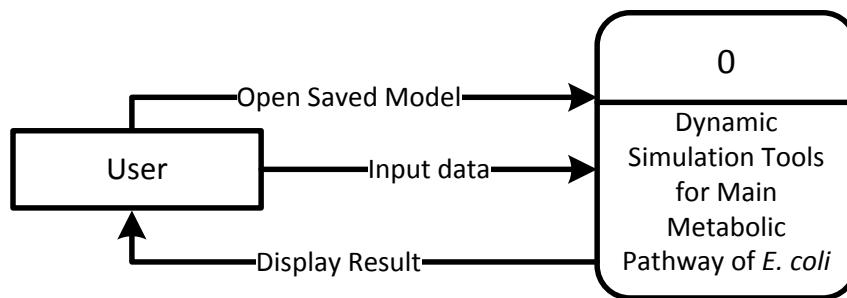 0
Open Saved Model
Dynamic
Simulation Tools
for Main
Metabolic
Pathway of E. coli
User
Input data
Display Result